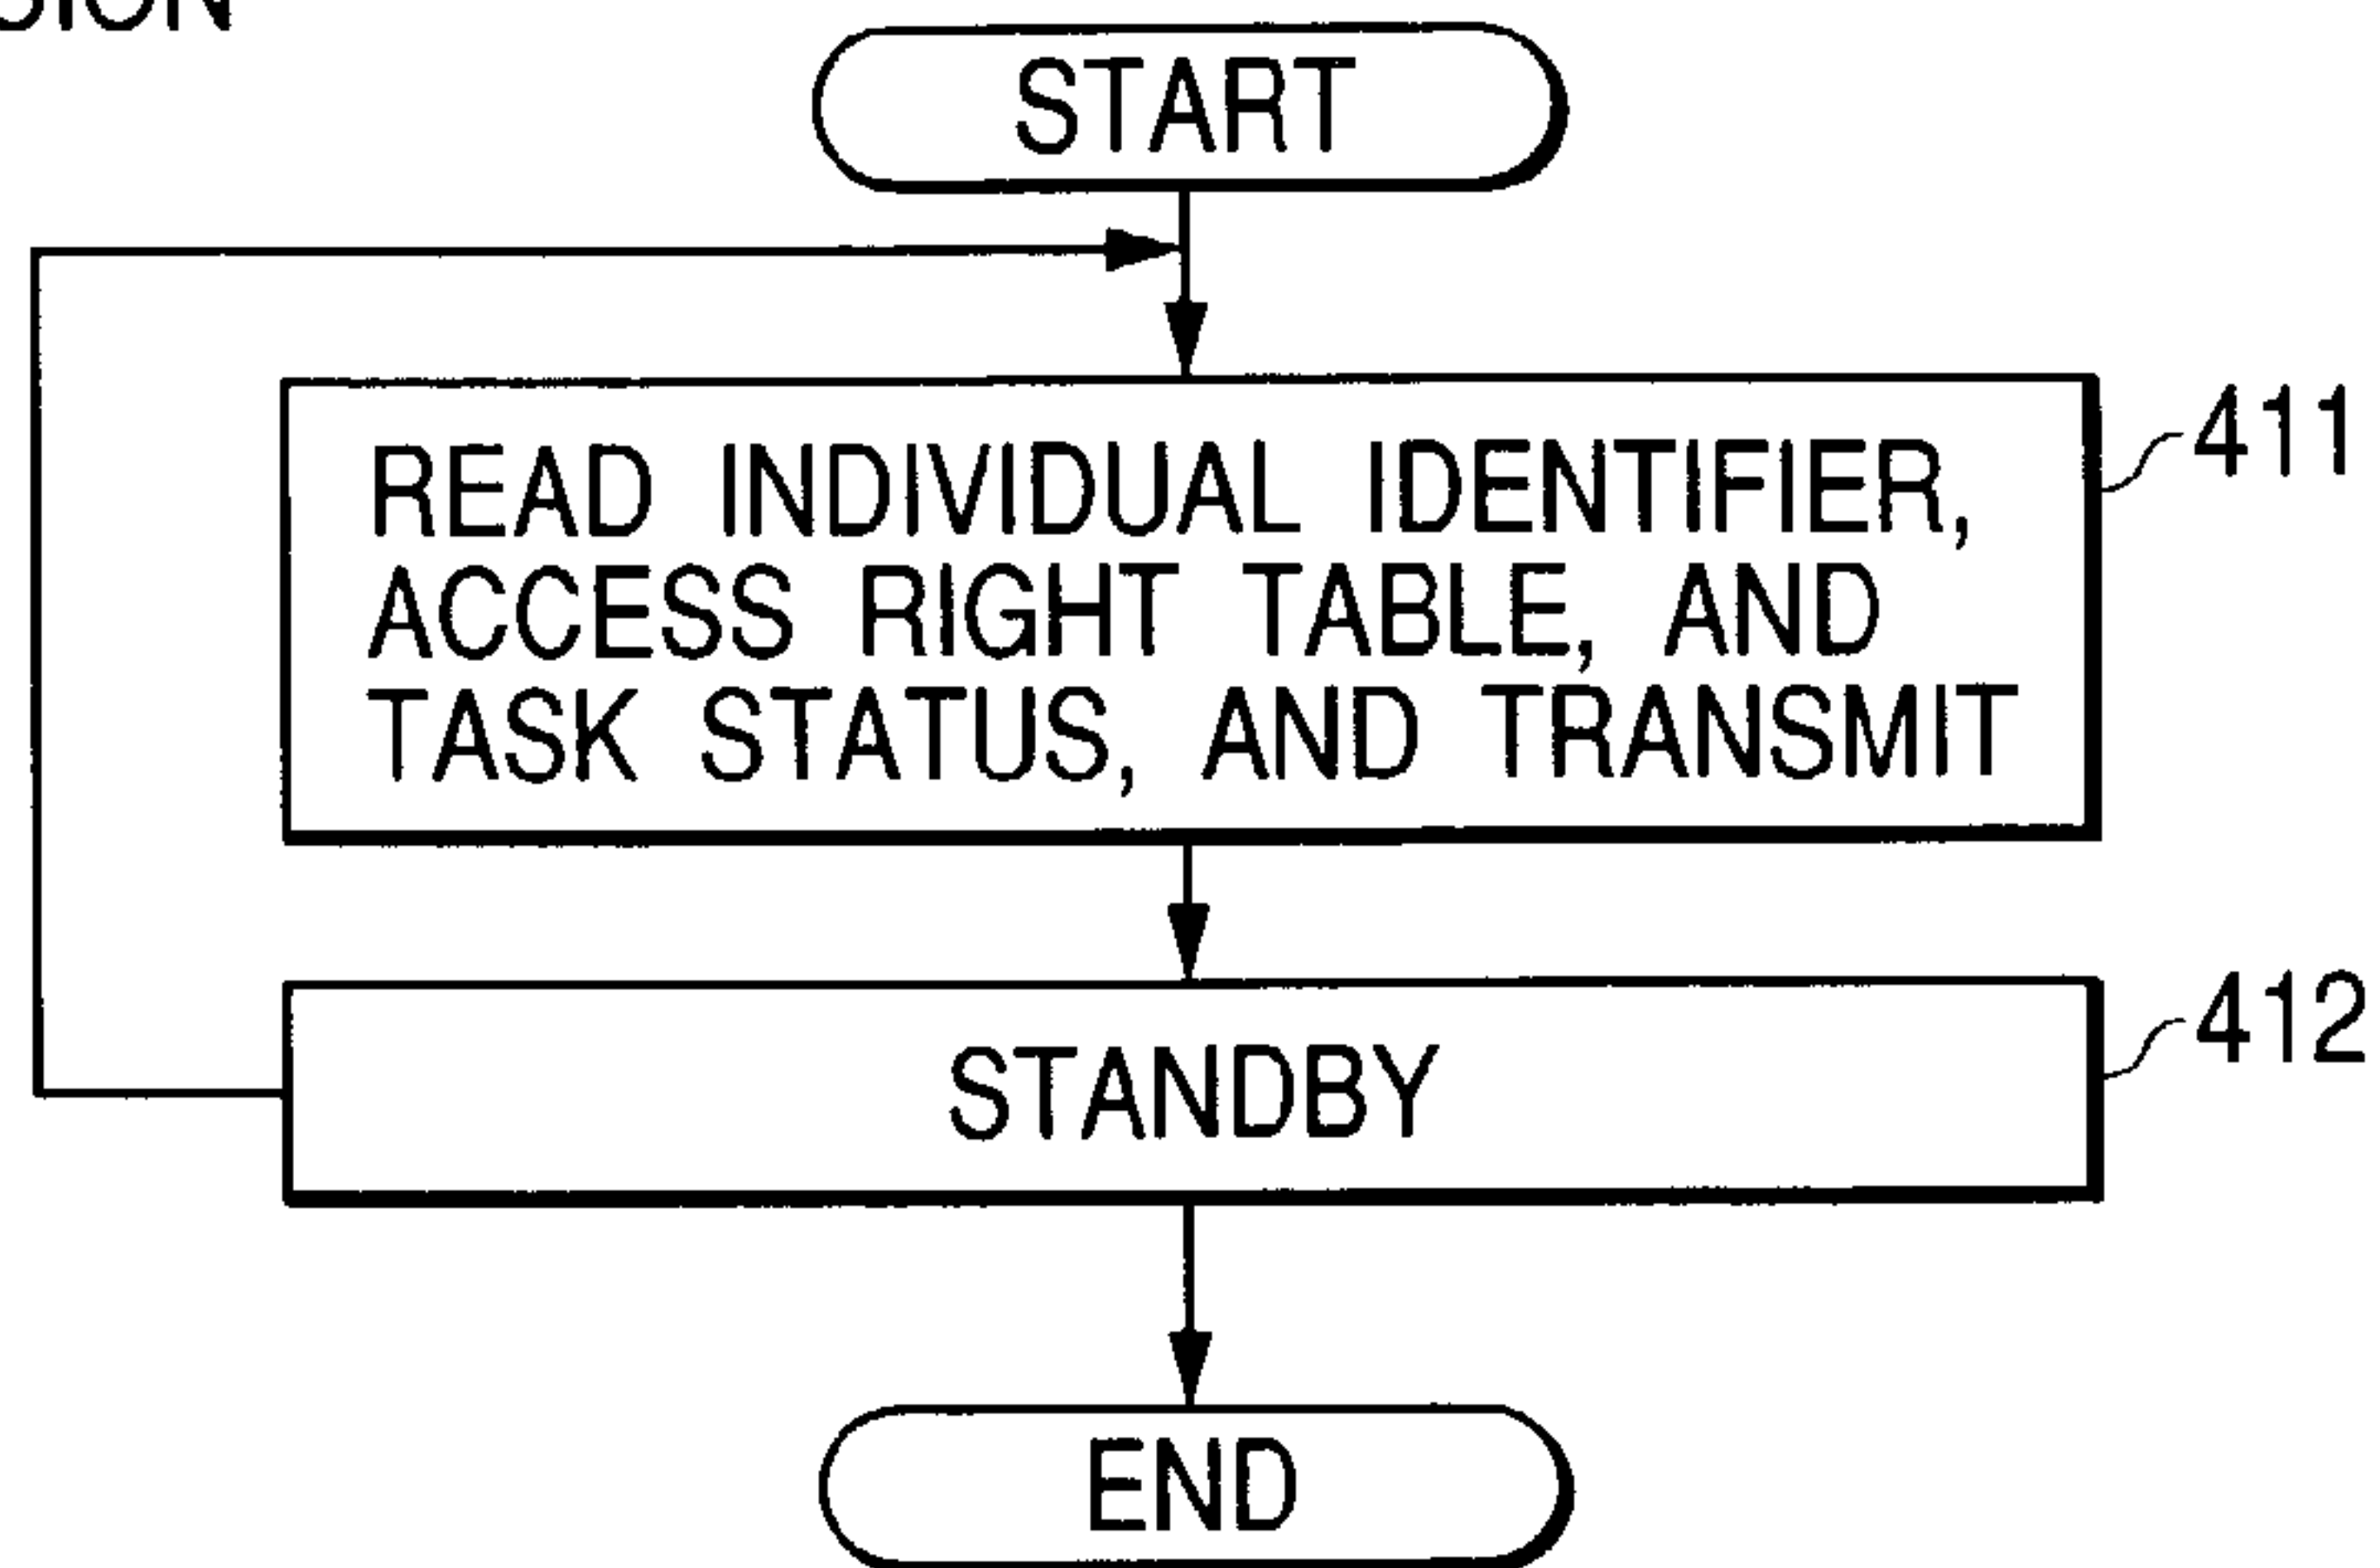 START
411
READ INDIVIDUAL IDENTIFIER,
ACCESS RIGHT TABLE, AND
TASK STATUS, AND TRANSMIT
412
STANDBY
END